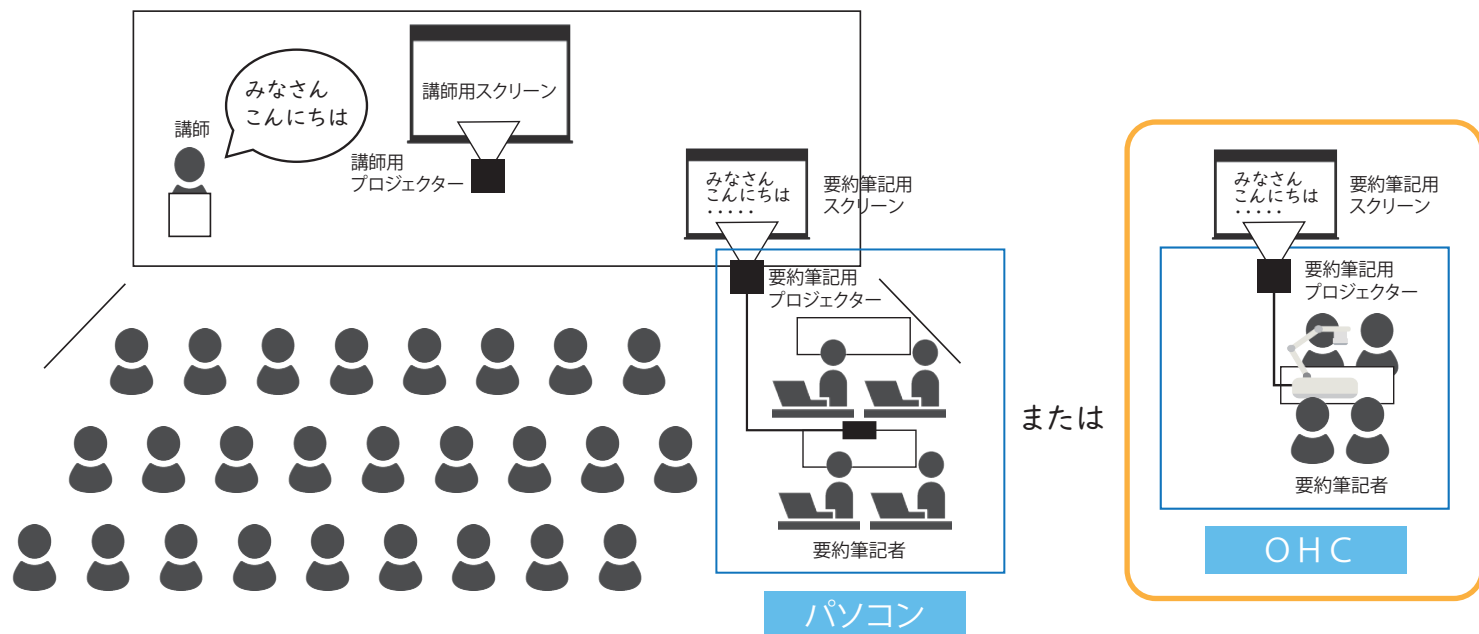 講師
みなさん
こんにちは
講師用スクリーン
講師用
プロジェクター
みなさん
こんにちは
・・・・・
要約筆記用
スクリーン
要約筆記用
プロジェクター
要約筆記者
パソコン
または
みなさん
こんにちは
・・・・・
要約筆記用
スクリーン
要約筆記用
プロジェクター
要約筆記者
OHC